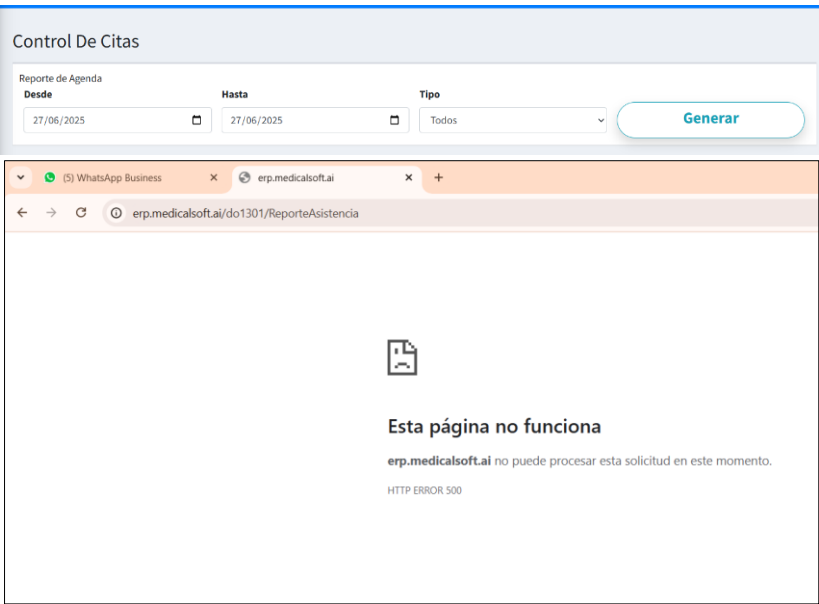 Control De Citas
Reporte de Agenda
Desde Hasta Tipo
27/06/2025 27/06/2025 Todos Generar
(5) WhatsApp Business erp.medicalsoft.ai
erp.medicalsoft.ai/do1301/ReporteAsistencia
Esta página no funciona
erp.medicalsoft.ai no puede procesar esta solicitud en este momento.
HTTP ERROR 500